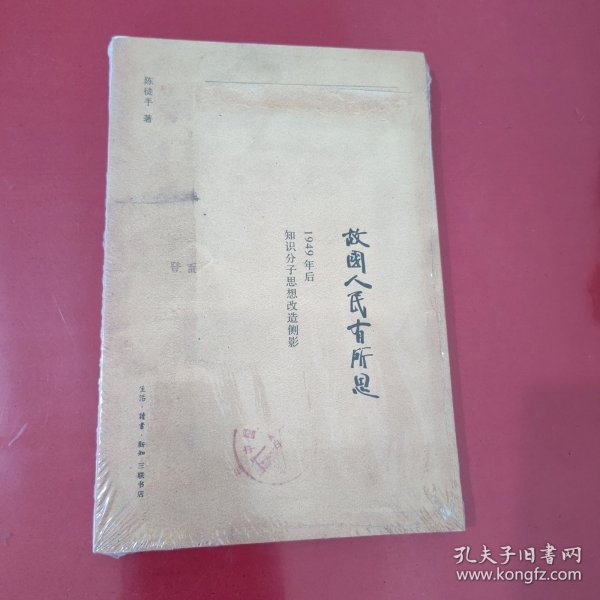 故國人民有所思
1949年后
知识分子思想改造侧影
陈徒手 著
生活·讀書·新知 三联书店
孔夫子旧书网
www.kongfz.com